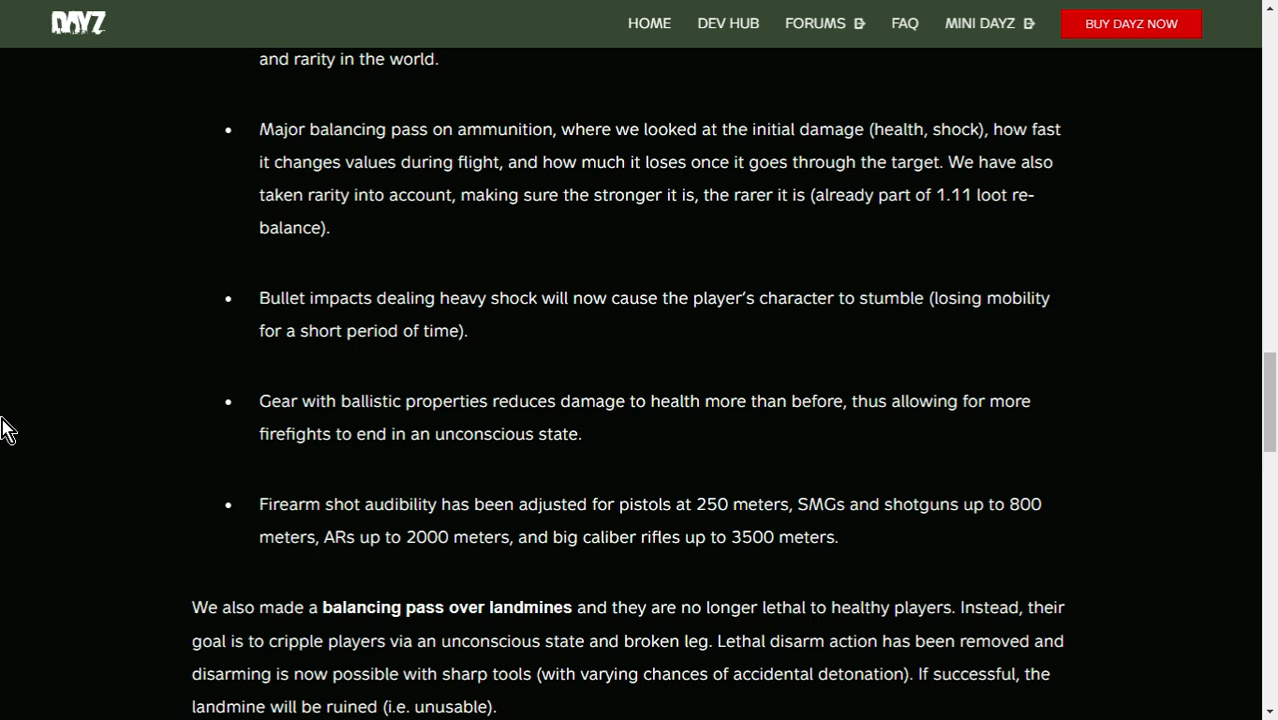 DAYZ
HOME DEV HUB FORUMS FAQ MINI DAYZ BUY DAYZ NOW
and rarity in the world.
• Major balancing pass on ammunition, where we looked at the initial damage (health, shock), how fast
it changes values during flight, and how much it loses once it goes through the target. We have also
taken rarity into account, making sure the stronger it is, the rarer it is (already part of 1.11 loot re-
balance).
• Bullet impacts dealing heavy shock will now cause the player’s character to stumble (losing mobility
for a short period of time).
• Gear with ballistic properties reduces damage to health more than before, thus allowing for more
firefights to end in an unconscious state.
• Firearm shot audibility has been adjusted for pistols at 250 meters, SMGs and shotguns up to 800
meters, ARs up to 2000 meters, and big caliber rifles up to 3500 meters.
We also made a balancing pass over landmines and they are no longer lethal to healthy players. Instead, their
goal is to cripple players via an unconscious state and broken leg. Lethal disarm action has been removed and
disarming is now possible with sharp tools (with varying chances of accidental detonation). If successful, the
landmine will be ruined (i.e. unusable).